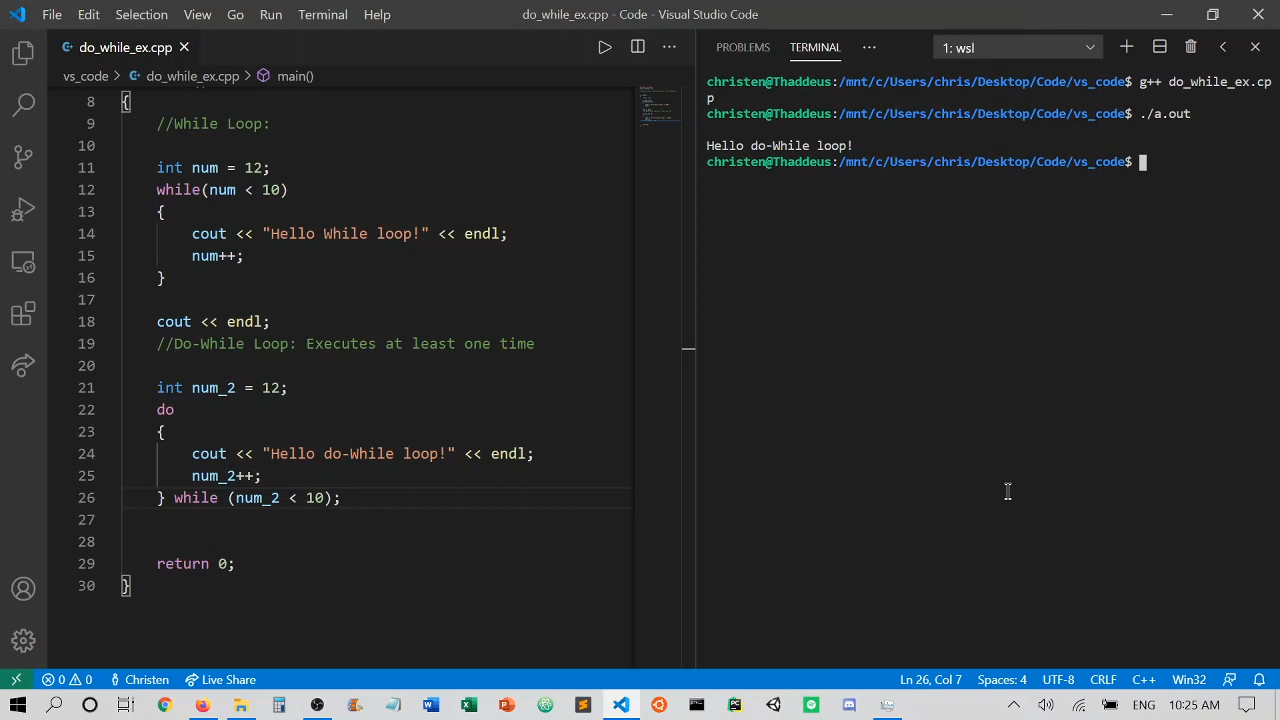 File Edit Selection View Go Run Terminal Help
do_while_ex.cpp - Code - Visual Studio Code
do_while_ex.cpp
vs_code > do_while_ex.cpp > main()
8 {
9 //While Loop:
10
11 int num = 12;
12 while(num < 10)
13 {
14 cout << "Hello While loop!" << endl;
15 num++;
16 }
17
18 cout << endl;
19 //Do-While Loop: Executes at least one time
20
21 int num_2 = 12;
22 do
23 {
24 cout << "Hello do-While loop!" << endl;
25 num_2++;
26 } while (num_2 < 10);
27
28
29 return 0;
30 }
PROBLEMS TERMINAL ··· 1: wsl
christen@Thaddeus:/mnt/c/Users/chris/Desktop/Code/vs_code$ g++ do_while_ex.cp
p
christen@Thaddeus:/mnt/c/Users/chris/Desktop/Code/vs_code$ ./a.out
Hello do-While loop!
christen@Thaddeus:/mnt/c/Users/chris/Desktop/Code/vs_code$
0 0 Christen Live Share Ln 26, Col 7 Spaces: 4 UTF-8 CRLF C++ Win32
10:25 AM